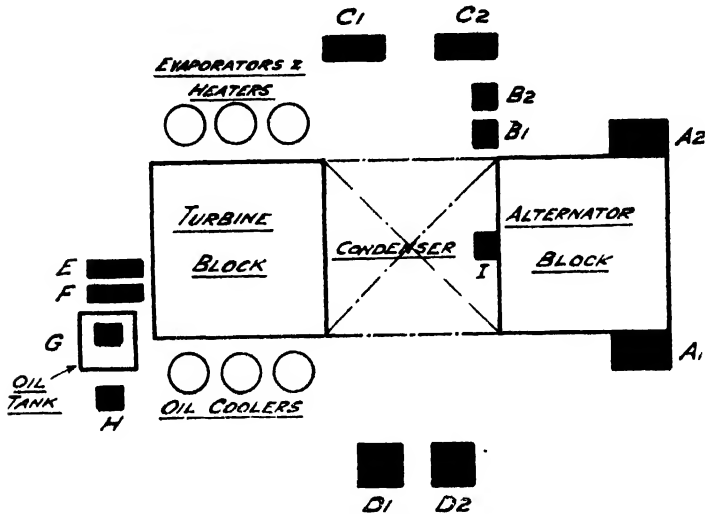 C1
C2
EVAPORATORS &
HEATERS
B2
B1
A2
TURBINE
BLOCK
CONDENSER
I
ALTERNATOR
BLOCK
E
F
G
OIL
TANK
H
OIL COOLERS
A1
D1
D2